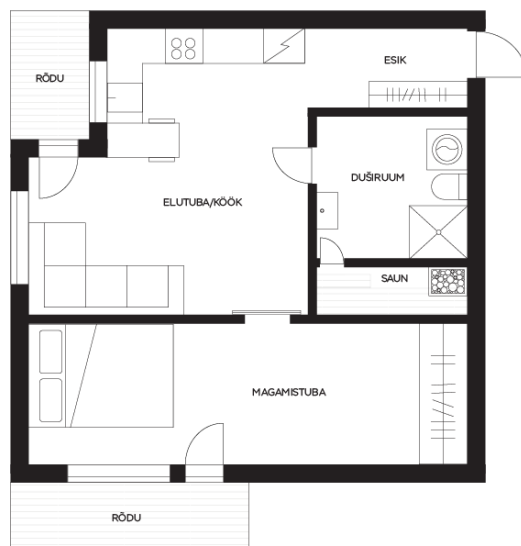 ESIK
RÕDU
DUŠIRUUM
ELUTUBA/KÖÖK
SAUN
MAGAMISTUBA
RÕDU